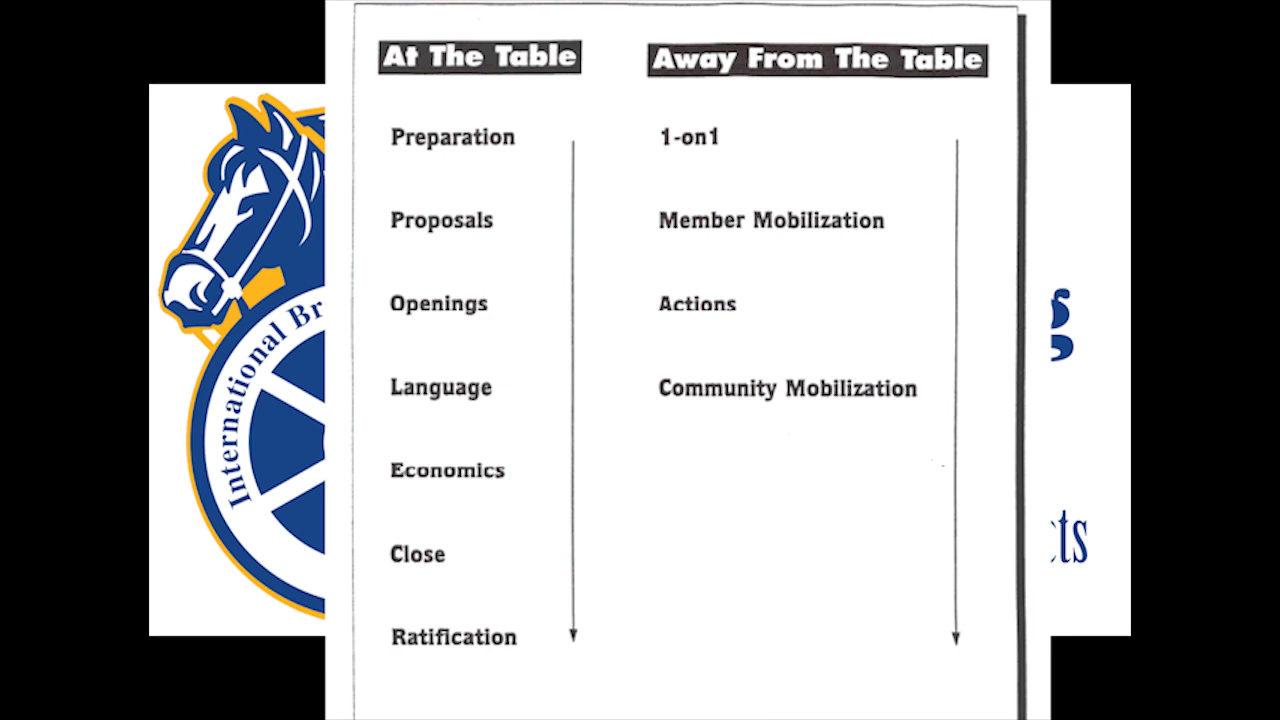 At The Table
Preparation
Proposals
Openings
Language
Economics
Close
Ratification
Away From The Table
1-on1
Member Mobilization
Actions
Community Mobilization
International